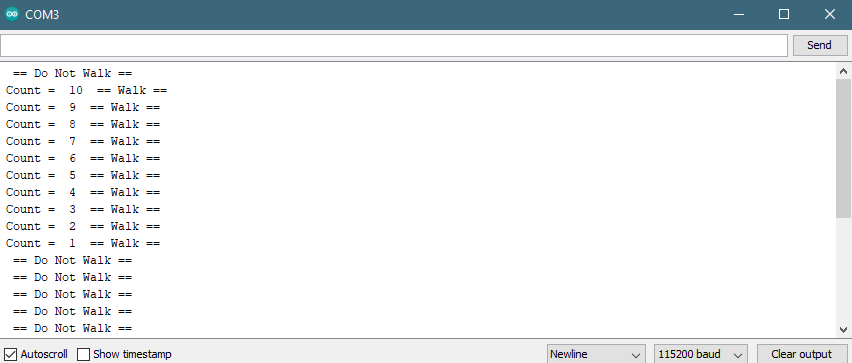 COM3
Send
== Do Not Walk ==
Count =  10  == Walk ==
Count =  9  == Walk ==
Count =  8  == Walk ==
Count =  7  == Walk ==
Count =  6  == Walk ==
Count =  5  == Walk ==
Count =  4  == Walk ==
Count =  3  == Walk ==
Count =  2  == Walk ==
Count =  1  == Walk ==
== Do Not Walk ==
== Do Not Walk ==
== Do Not Walk ==
== Do Not Walk ==
== Do Not Walk ==
Autoscroll Show timestamp Newline 115200 baud Clear output